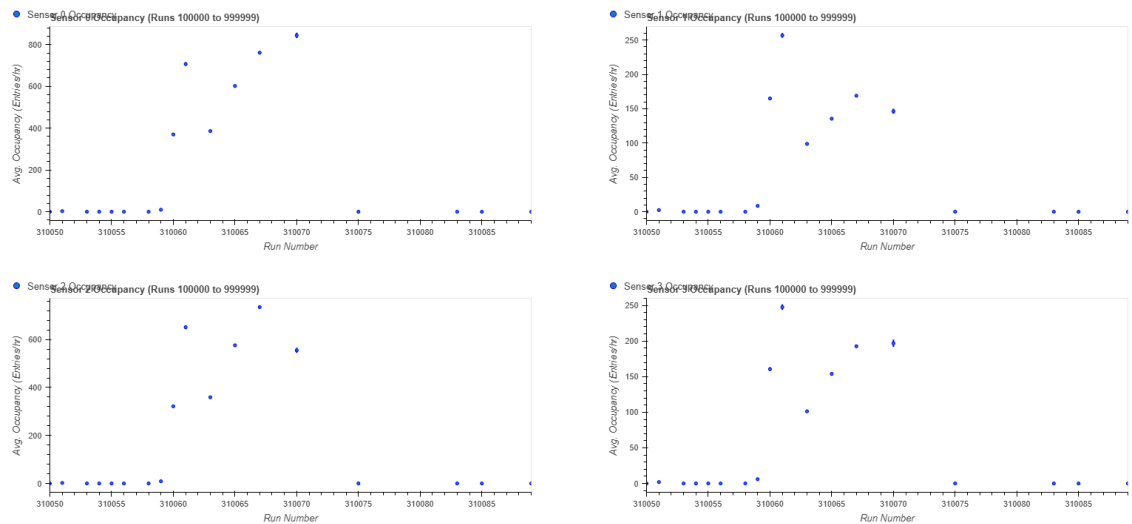 Sensor 0 Occupancy
Sensor 0 Occupancy (Runs 100000 to 999999)
800
600
400
200
0
Avg. Occupancy (Entries/hr)
310050 310055 310060 310065 310070 310075 310080 310085
Run Number
Sensor 1 Occupancy
Sensor 1 Occupancy (Runs 100000 to 999999)
250
200
150
100
50
0
Avg. Occupancy (Entries/hr)
310050 310055 310060 310065 310070 310075 310080 310085
Run Number
Sensor 2 Occupancy
Sensor 2 Occupancy (Runs 100000 to 999999)
600
400
200
0
Avg. Occupancy (Entries/hr)
310050 310055 310060 310065 310070 310075 310080 310085
Run Number
Sensor 3 Occupancy
Sensor 3 Occupancy (Runs 100000 to 999999)
250
200
150
100
50
0
Avg. Occupancy (Entries/hr)
310050 310055 310060 310065 310070 310075 310080 310085
Run Number